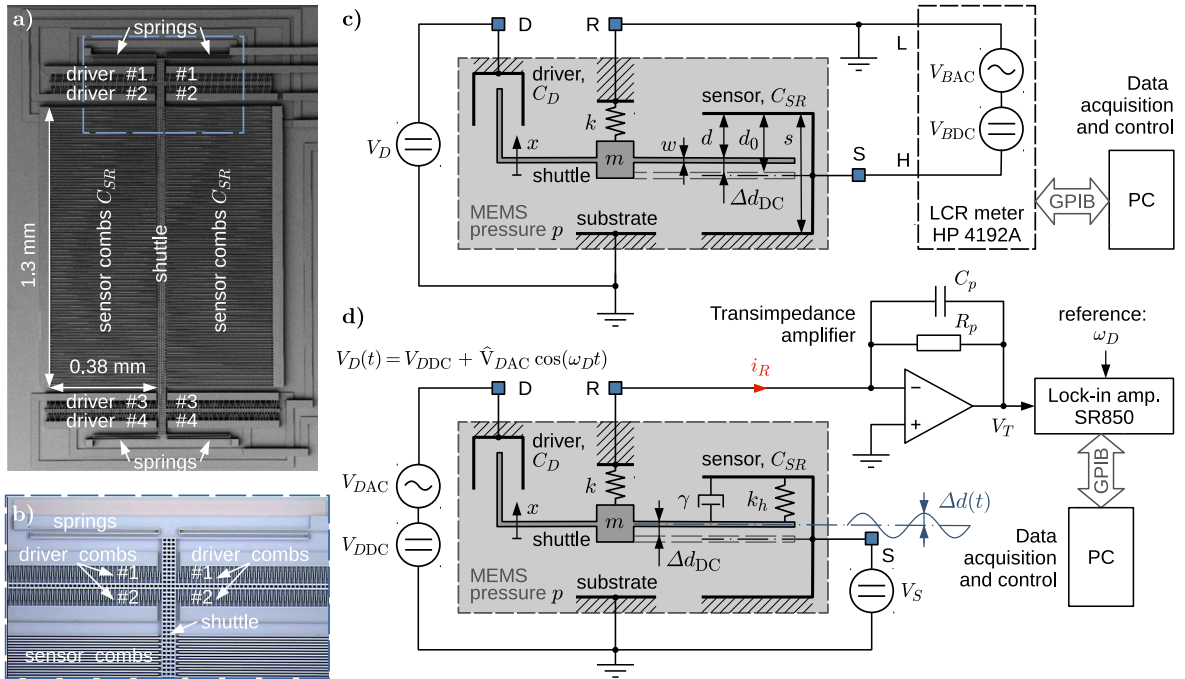 a)
springs
driver #1 #1
driver #2 #2
sensor combs C_SR
shuttle
sensor combs C_SR
1.3 mm
0,38 mm
driver #3 #3
driver #4 #4
springs
b)
springs
driver combs driver combs
#1 #1
#2 #2
shuttle
sensor combs
c)
D
R
L
driver,
C_D
sensor, C_SR
k
d
d_0
s
w
x
m
V_D
shuttle
Δd_DC
MEMS
pressure p
substrate
S
H
V_BAC
V_BDC
LCR meter
HP 4192A
GPIB
Data
acquisition
and control
PC
d)
V_D(t) = V_DDC + V̂_DAC cos(ω_D t)
D
R
i_R
Transimpedance
amplifier
C_p
R_p
−
+
V_T
reference:
ω_D
Lock-in amp.
SR850
GPIB
PC
Data
acquisition
and control
driver,
C_D
sensor, C_SR
k
γ
k_h
x
m
V_DAC
V_DDC
shuttle
Δd_DC
Δd(t)
MEMS
pressure p
substrate
S
V_S